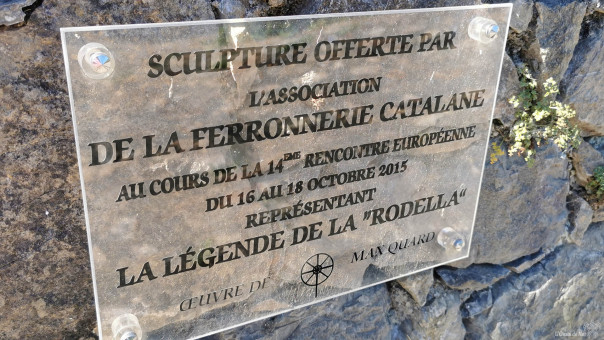 SCULPTURE OFFERTE PAR
L'ASSOCIATION
DE LA FERRONNERIE CATALANE
AU COURS DE LA 14EME RENCONTRE EUROPÉENNE
DU 16 AU 18 OCTOBRE 2015
REPRÉSENTANT
LA LÉGENDE DE LA "RODELLA"
ŒUVRE DE MAX QUARD